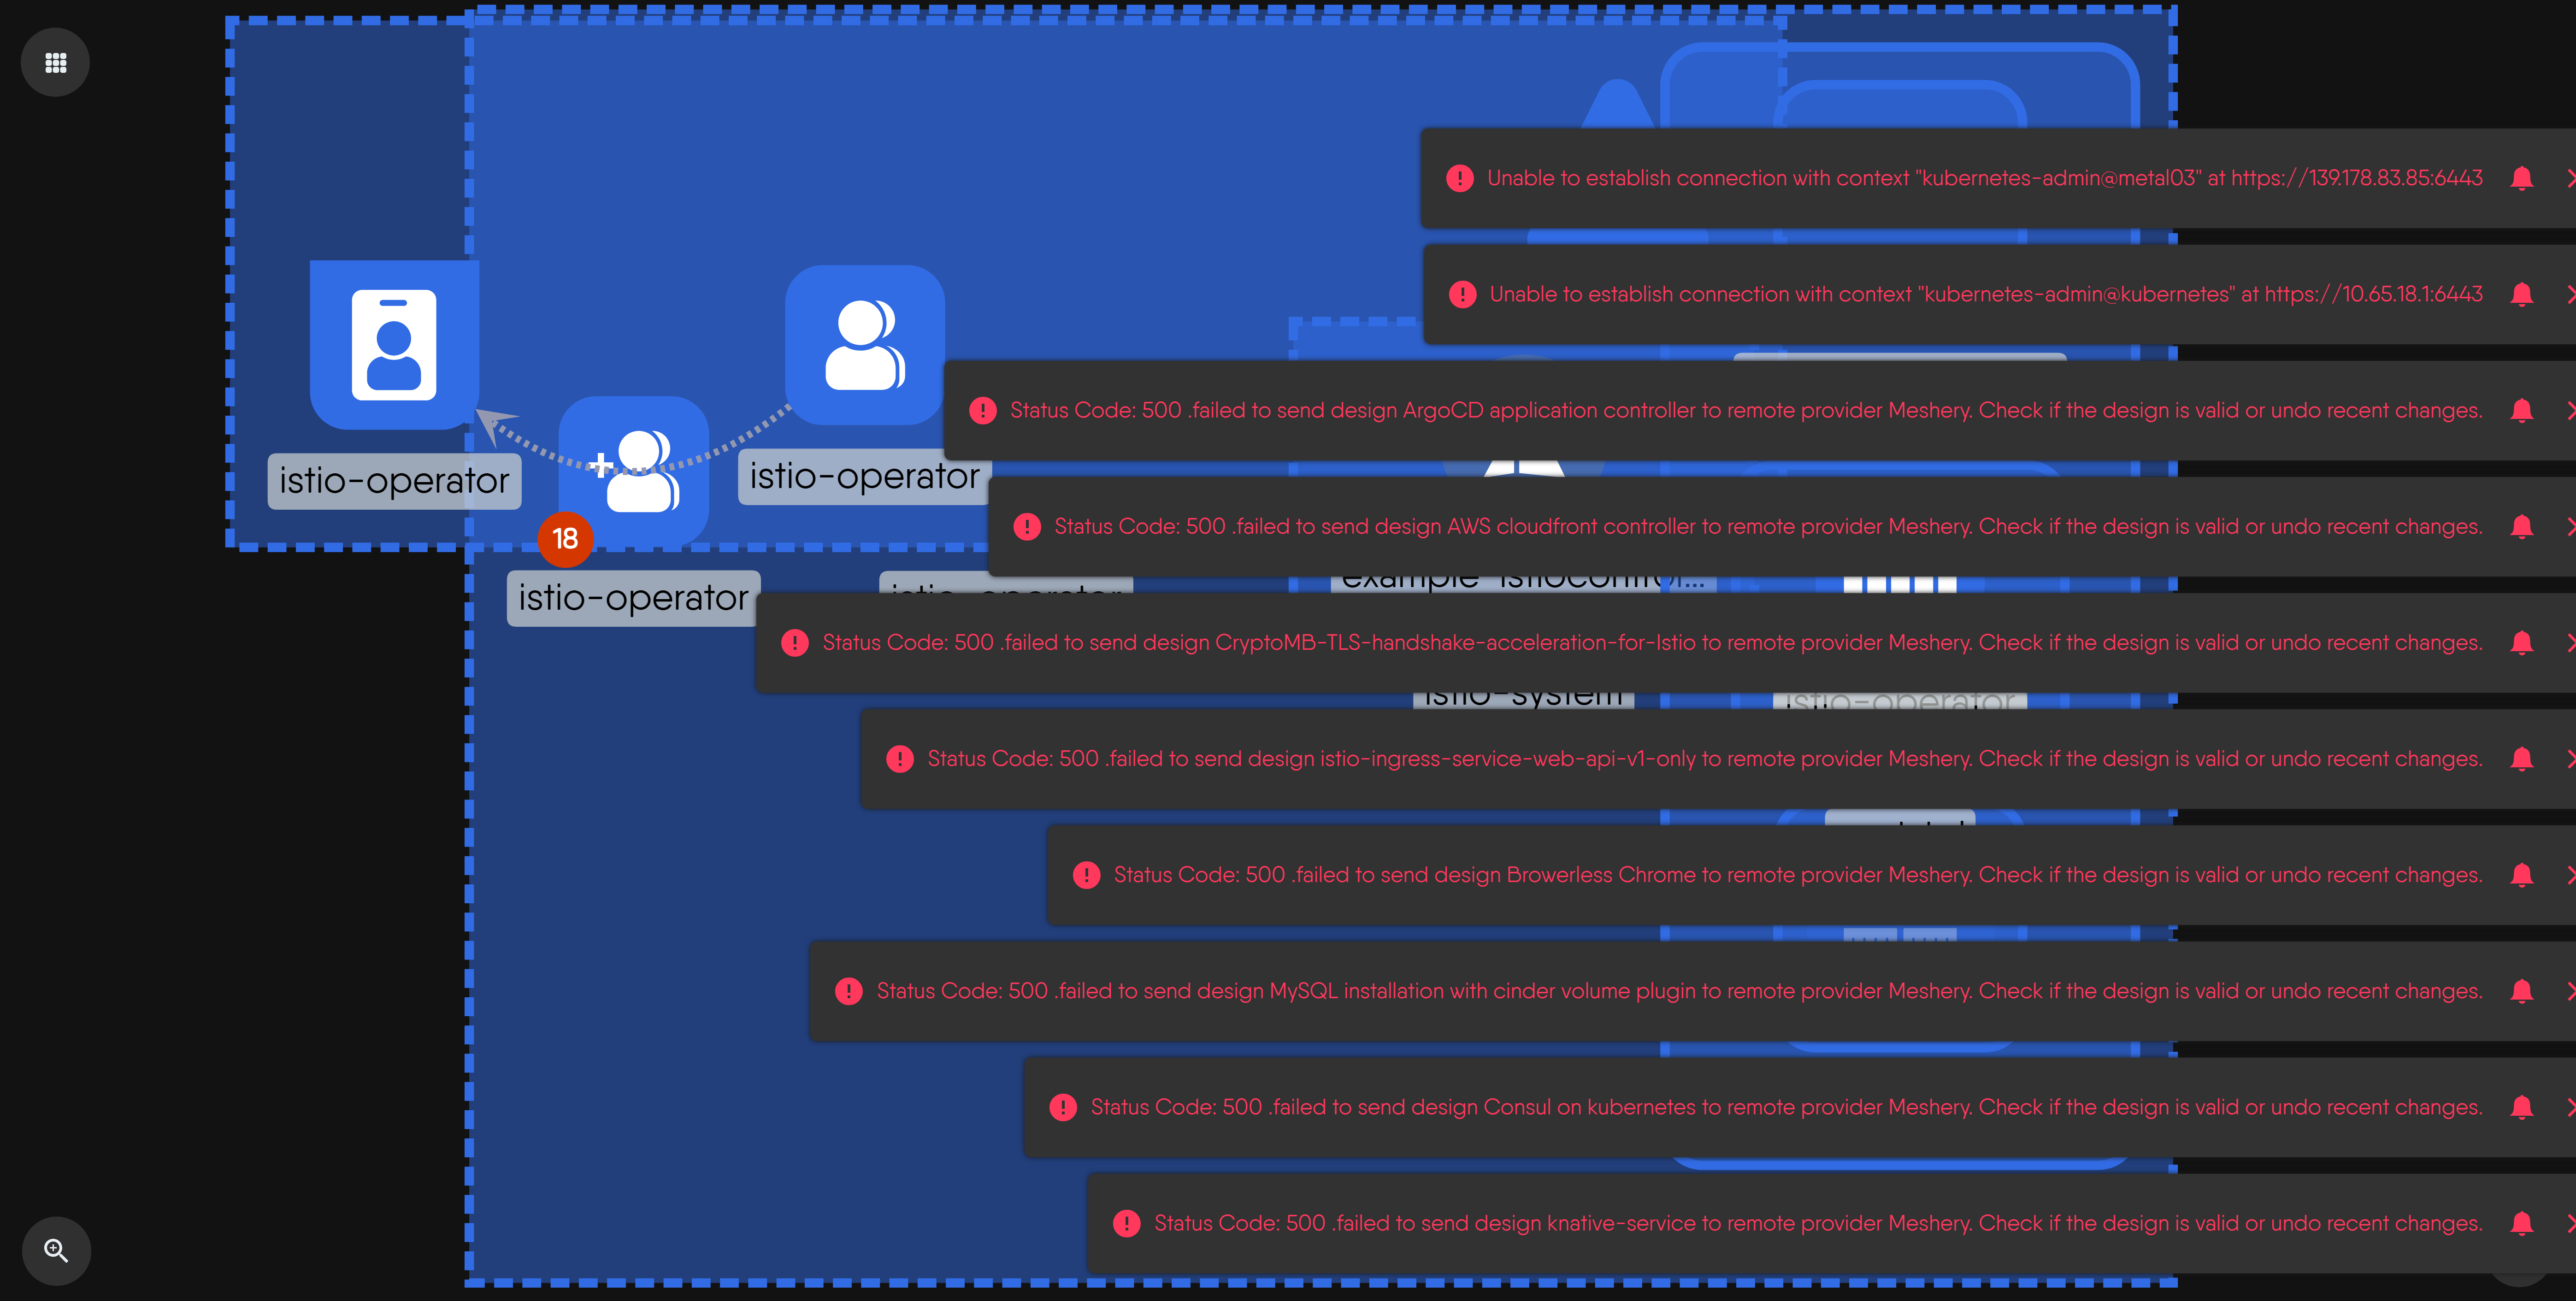 Unable to establish connection with context "kubernetes-admin@metal03" at https://139.178.83.85:6443
Unable to establish connection with context "kubernetes-admin@kubernetes" at https://10.65.18.1:6443
Status Code: 500 .failed to send design ArgoCD application controller to remote provider Meshery. Check if the design is valid or undo recent changes.
istio-operator
istio-operator
Status Code: 500 .failed to send design AWS cloudfront controller to remote provider Meshery. Check if the design is valid or undo recent changes.
18
example-istiocontrol...
istio-operator
istio-operator
Status Code: 500 .failed to send design CryptoMB-TLS-handshake-acceleration-for-Istio to remote provider Meshery. Check if the design is valid or undo recent changes.
istio-system
istio-operator
Status Code: 500 .failed to send design istio-ingress-service-web-api-v1-only to remote provider Meshery. Check if the design is valid or undo recent changes.
Status Code: 500 .failed to send design Browerless Chrome to remote provider Meshery. Check if the design is valid or undo recent changes.
Status Code: 500 .failed to send design MySQL installation with cinder volume plugin to remote provider Meshery. Check if the design is valid or undo recent changes.
Status Code: 500 .failed to send design Consul on kubernetes to remote provider Meshery. Check if the design is valid or undo recent changes.
Status Code: 500 .failed to send design knative-service to remote provider Meshery. Check if the design is valid or undo recent changes.